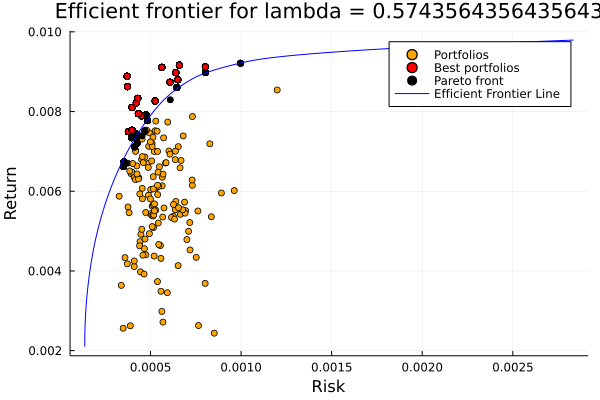 Efficient frontier for lambda = 0.5743564356435643
0.010
Portfolios
Best portfolios
Pareto front
Efficient Frontier Line
0.008
Return
0.006
0.004
0.002
0.0005
0.0010
0.0015
0.0020
0.0025
Risk